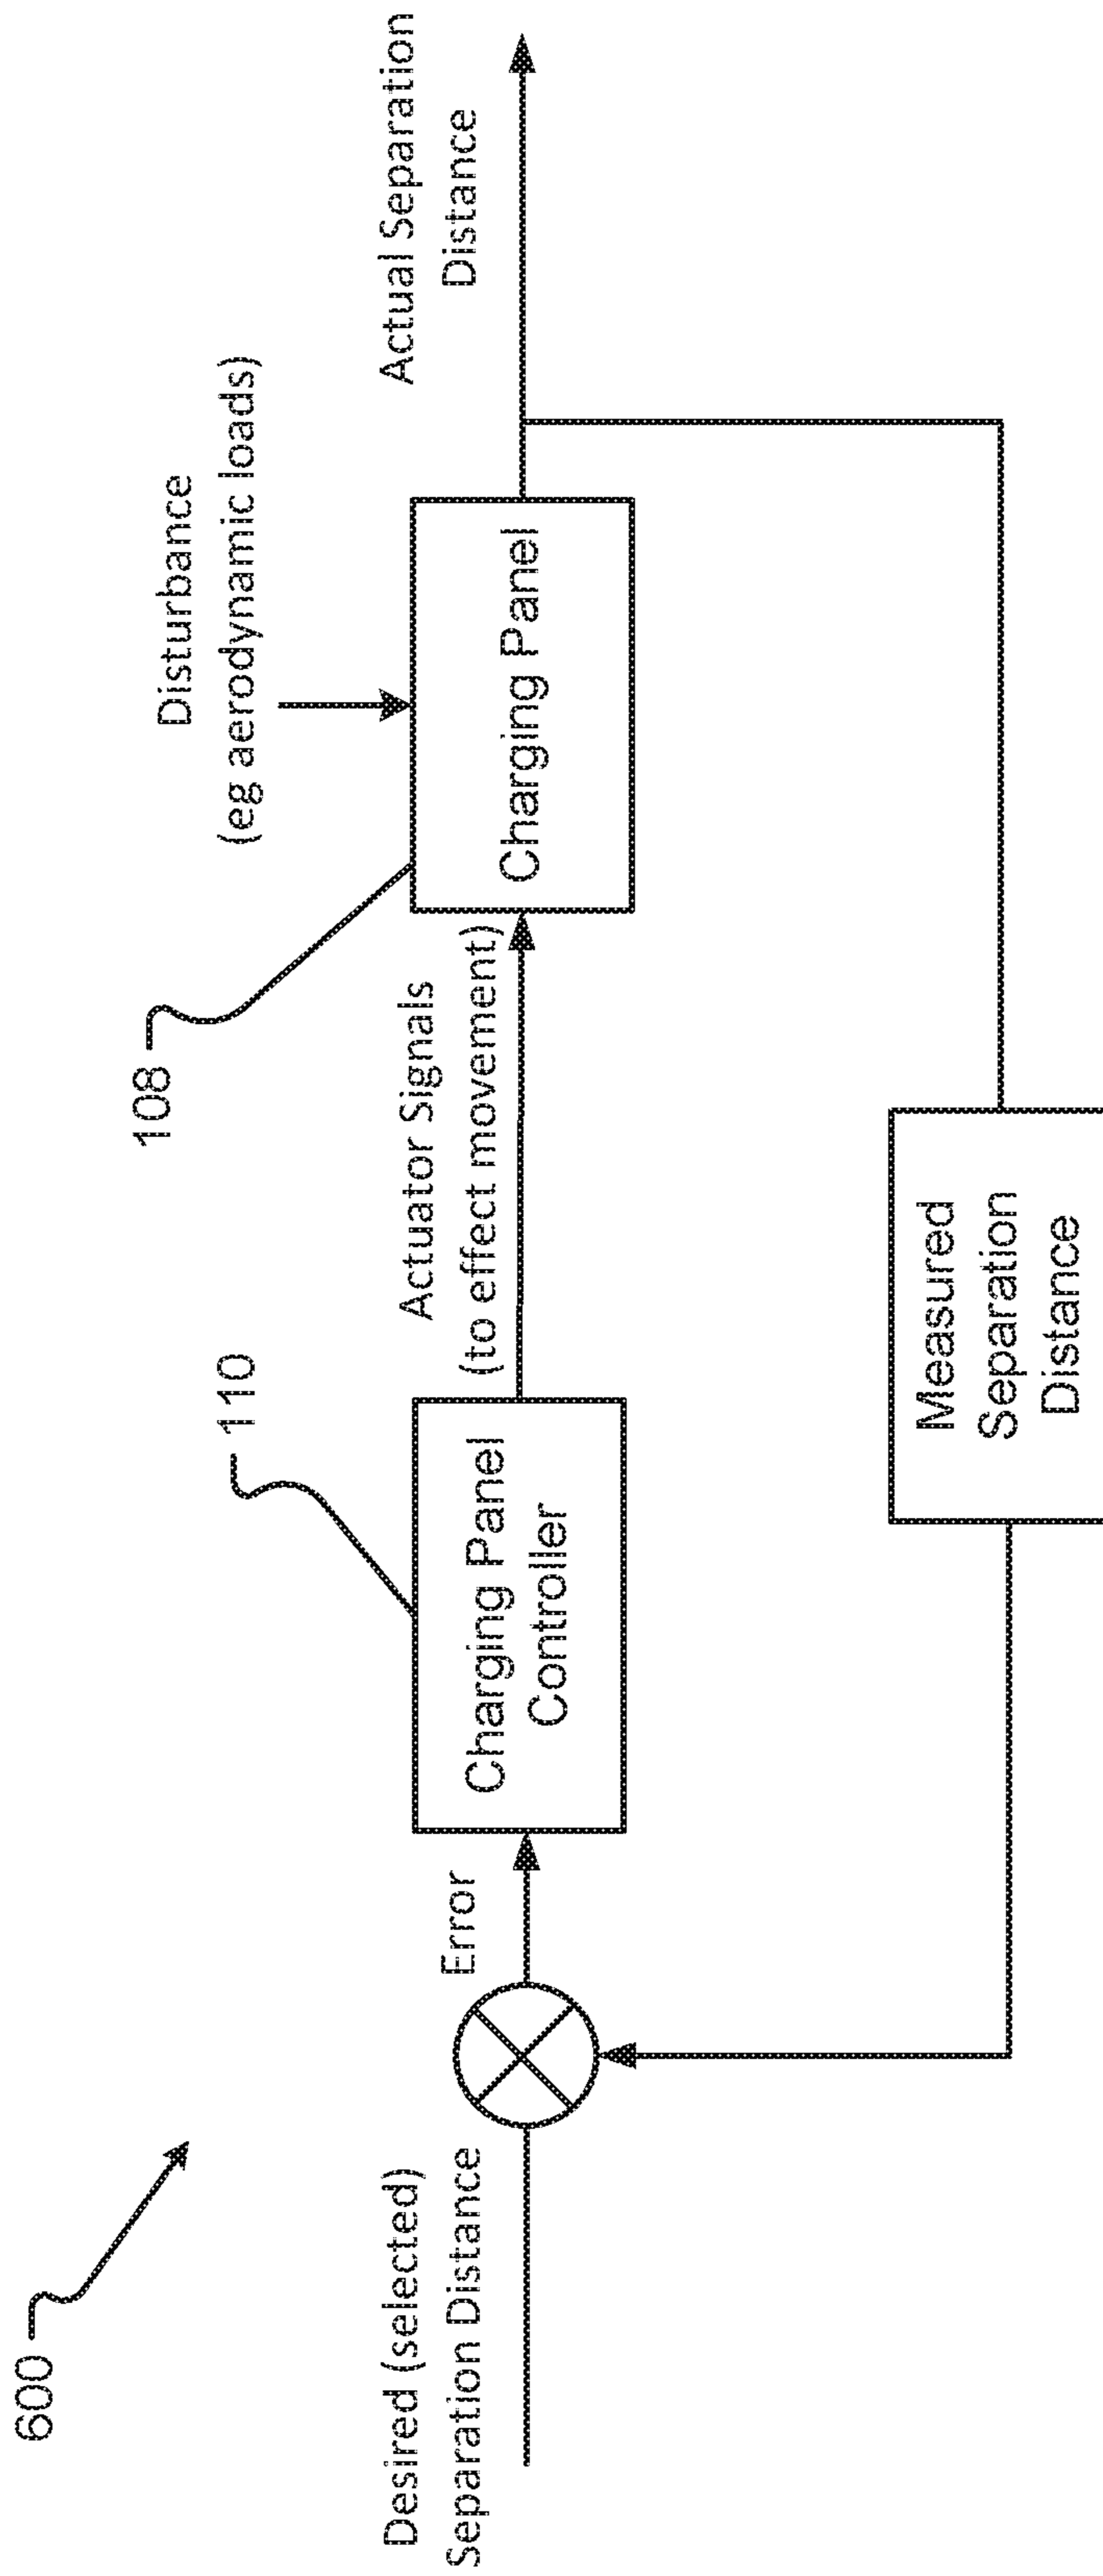 600
Desired (selected)
Separation Distance
Error
110
Charging Panel
Controller
Actuator Signals
(to effect movement)
108
Charging Panel
Disturbance
(eg aerodynamic loads)
Actual Separation
Distance
Measured
Separation
Distance